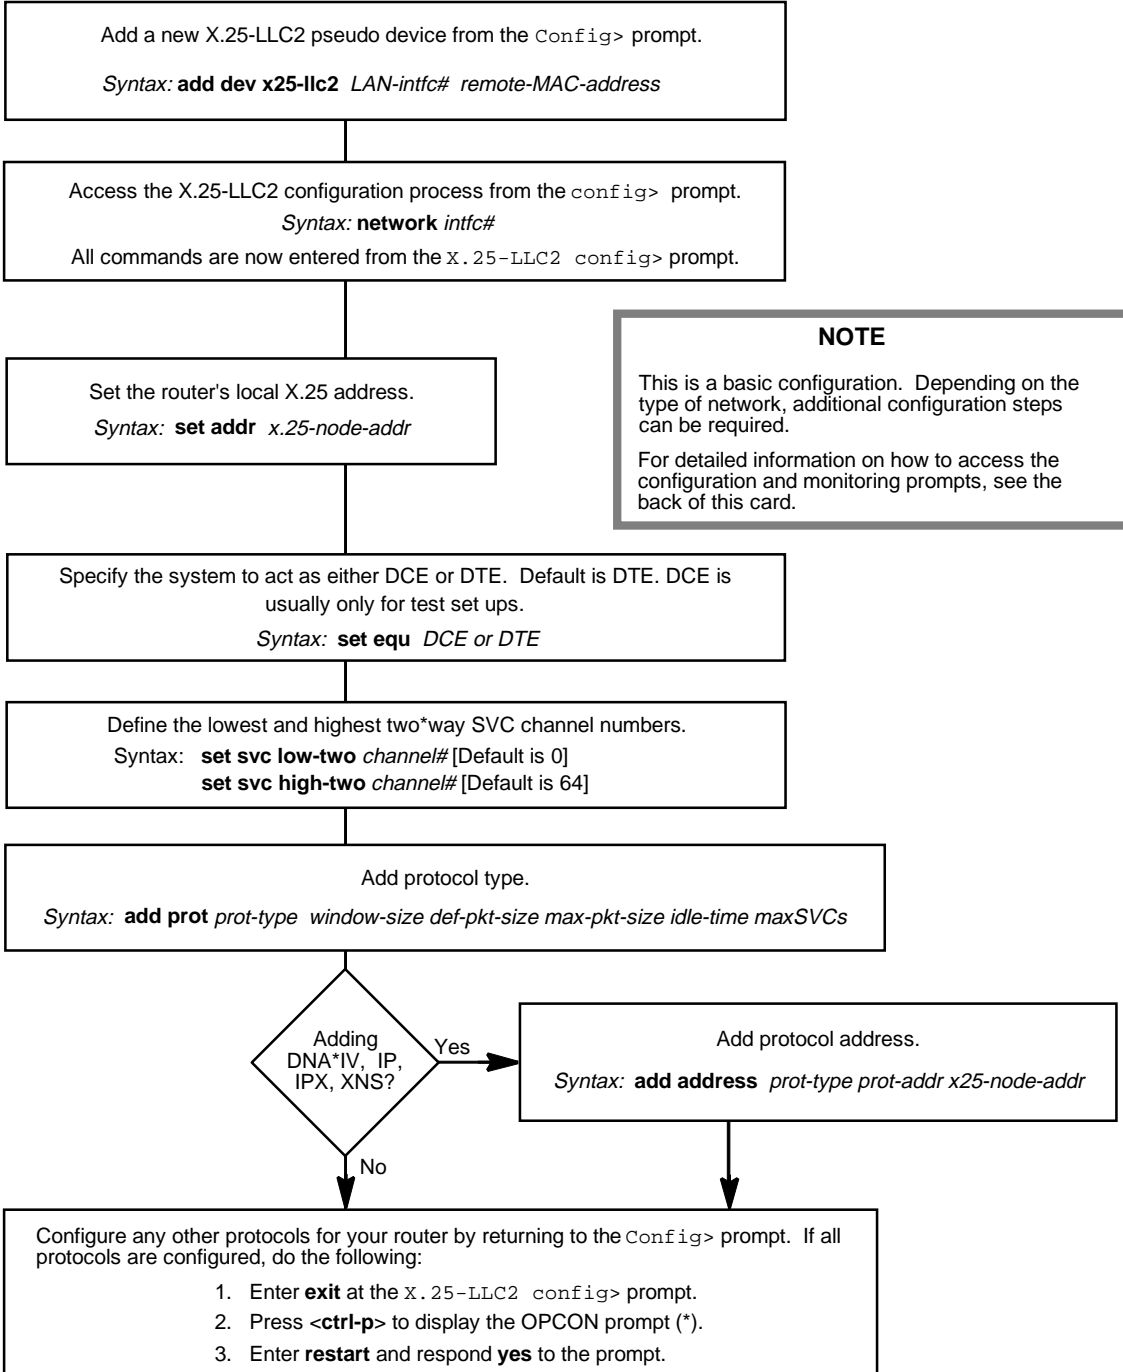 Add a new X.25-LLC2 pseudo device from the Config> prompt.
Syntax: add dev x25-llc2 LAN-intfc# remote-MAC-address
Access the X.25-LLC2 configuration process from the config> prompt.
Syntax: network intfc#
All commands are now entered from the X.25-LLC2 config> prompt.
Set the router's local X.25 address.
Syntax: set addr x.25-node-addr
NOTE
This is a basic configuration. Depending on the
type of network, additional configuration steps
can be required.
For detailed information on how to access the
configuration and monitoring prompts, see the
back of this card.
Specify the system to act as either DCE or DTE. Default is DTE. DCE is
usually only for test set ups.
Syntax: set equ DCE or DTE
Define the lowest and highest two*way SVC channel numbers.
Syntax: set svc low-two channel# [Default is 0]
set svc high-two channel# [Default is 64]
Add protocol type.
Syntax: add prot prot-type window-size def-pkt-size max-pkt-size idle-time maxSVCs
Adding
DNA*IV, IP,
IPX, XNS?
Yes
Add protocol address.
Syntax: add address prot-type prot-addr x25-node-addr
No
Configure any other protocols for your router by returning to the Config> prompt. If all
protocols are configured, do the following:
1. Enter exit at the X.25-LLC2 config> prompt.
2. Press <ctrl-p> to display the OPCON prompt (*).
3. Enter restart and respond yes to the prompt.